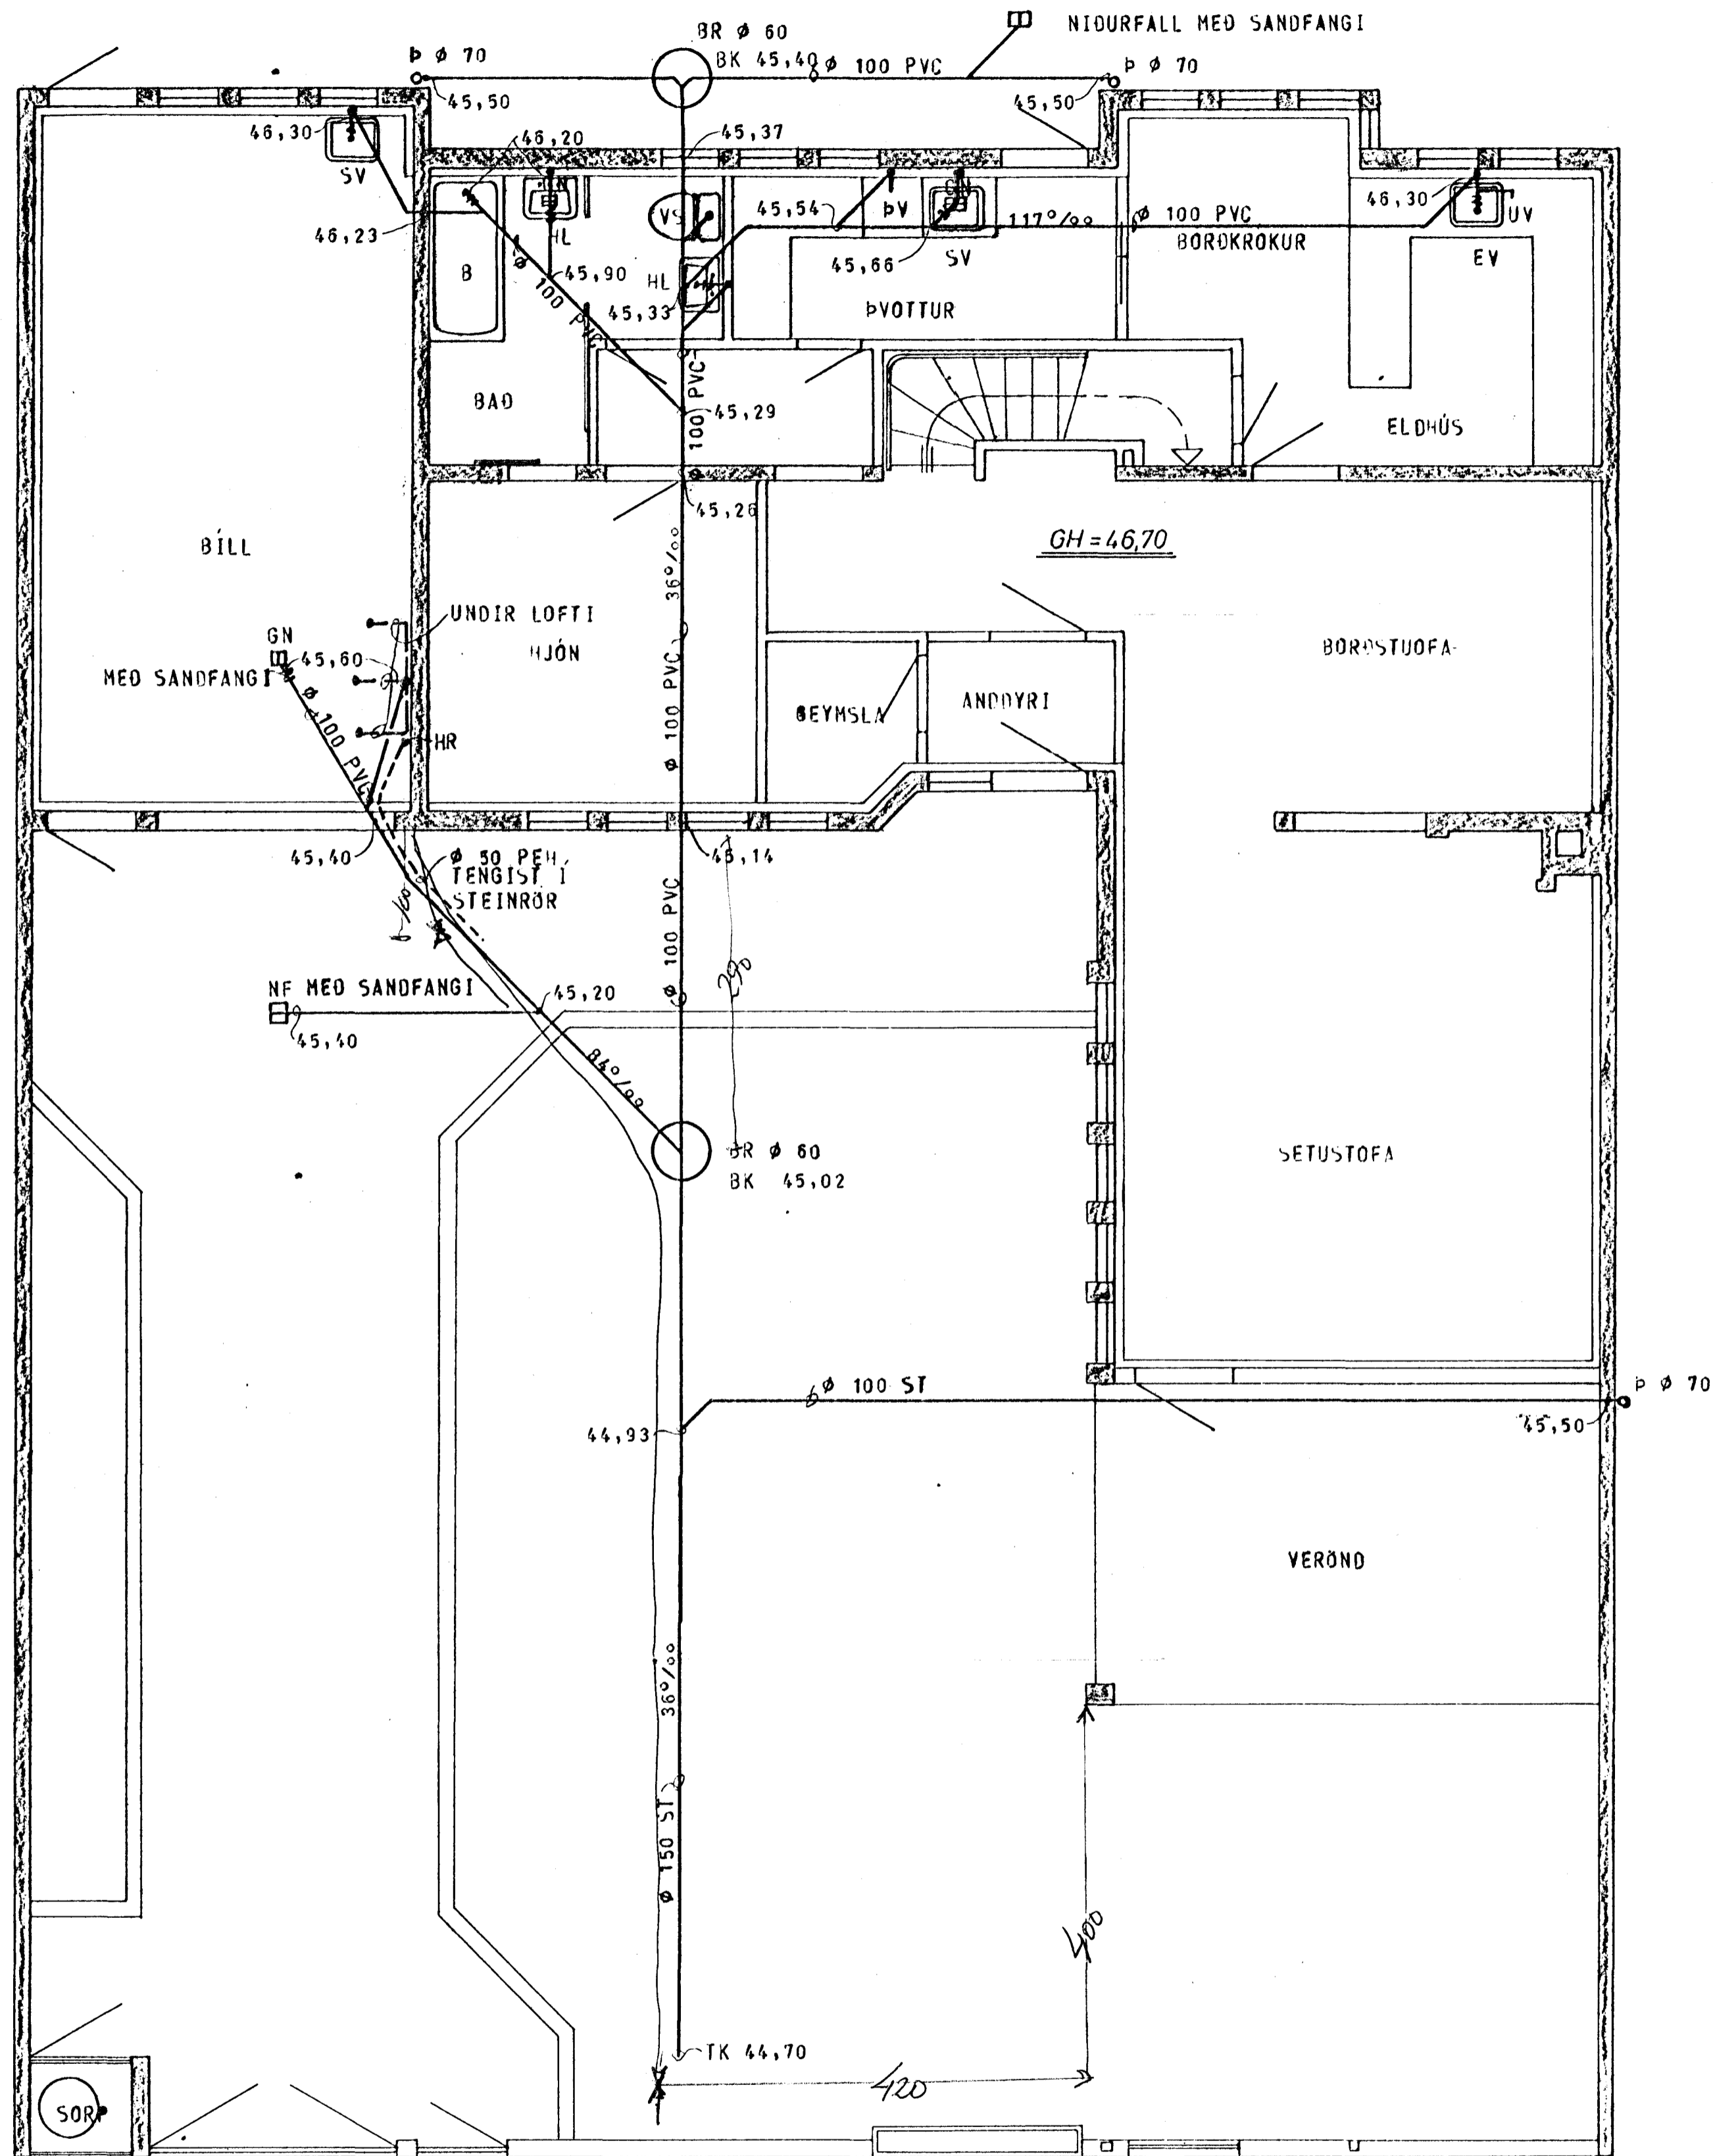 NIÐURFALL MEÐ SANDFANGI
BR Ø 60
BK 45,40
Ø 100 PVC
Þ Ø 70
Þ Ø 70
45,50
45,50
46,30
SV
46,20
45,37
46,30
46,23
HL
VS
45,54
ÞV
117°/°°
Ø 100 PVC
BORÐKRÓKUR
UV
EV
B
45,90
HL
45,33
45,66
SV
ÞVOTTUR
Ø 100 PVC
BAÐ
100 PVC
45,29
ELDHÚS
45,26
BÍLL
36°/°°
GH = 46,70
UNDIR LOFTI
GN
45,60
MEÐ SANDFANGI
HJÓN
BORÐSTUOFA
GEYMSLA
ANDDYRI
Ø 100 PVC
HR
Ø 100 PVC
45,40
Ø 50 PEH
TENGIST Í
STEINRÖR
45,14
Ø 100 PVC
290
NF MEÐ SANDFANGI
45,20
45,40
84°/°°
BR Ø 60
BK 45,02
SETUSTOFA
Ø 100 ST
Þ Ø 70
44,93
45,50
VERÖND
36°/°°
Ø 150 ST
400
TK 44,70
420
SORP